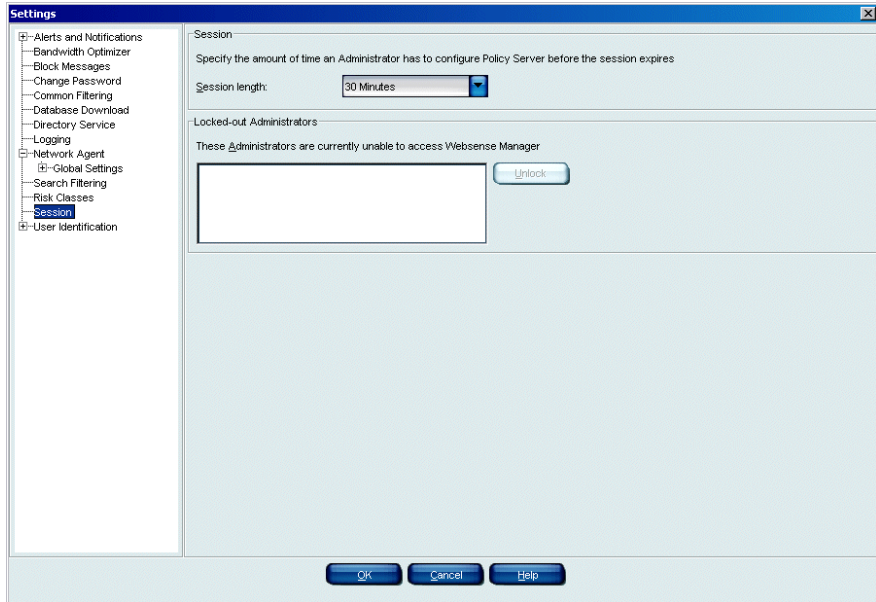 Settings
Alerts and Notifications
Bandwidth Optimizer
Block Messages
Change Password
Common Filtering
Database Download
Directory Service
Logging
Network Agent
Global Settings
Search Filtering
Risk Classes
Session
User Identification
Session
Specify the amount of time an Administrator has to configure Policy Server before the session expires
Session length: 30 Minutes
Locked-out Administrators
These Administrators are currently unable to access Websense Manager
Unlock
OK Cancel Help